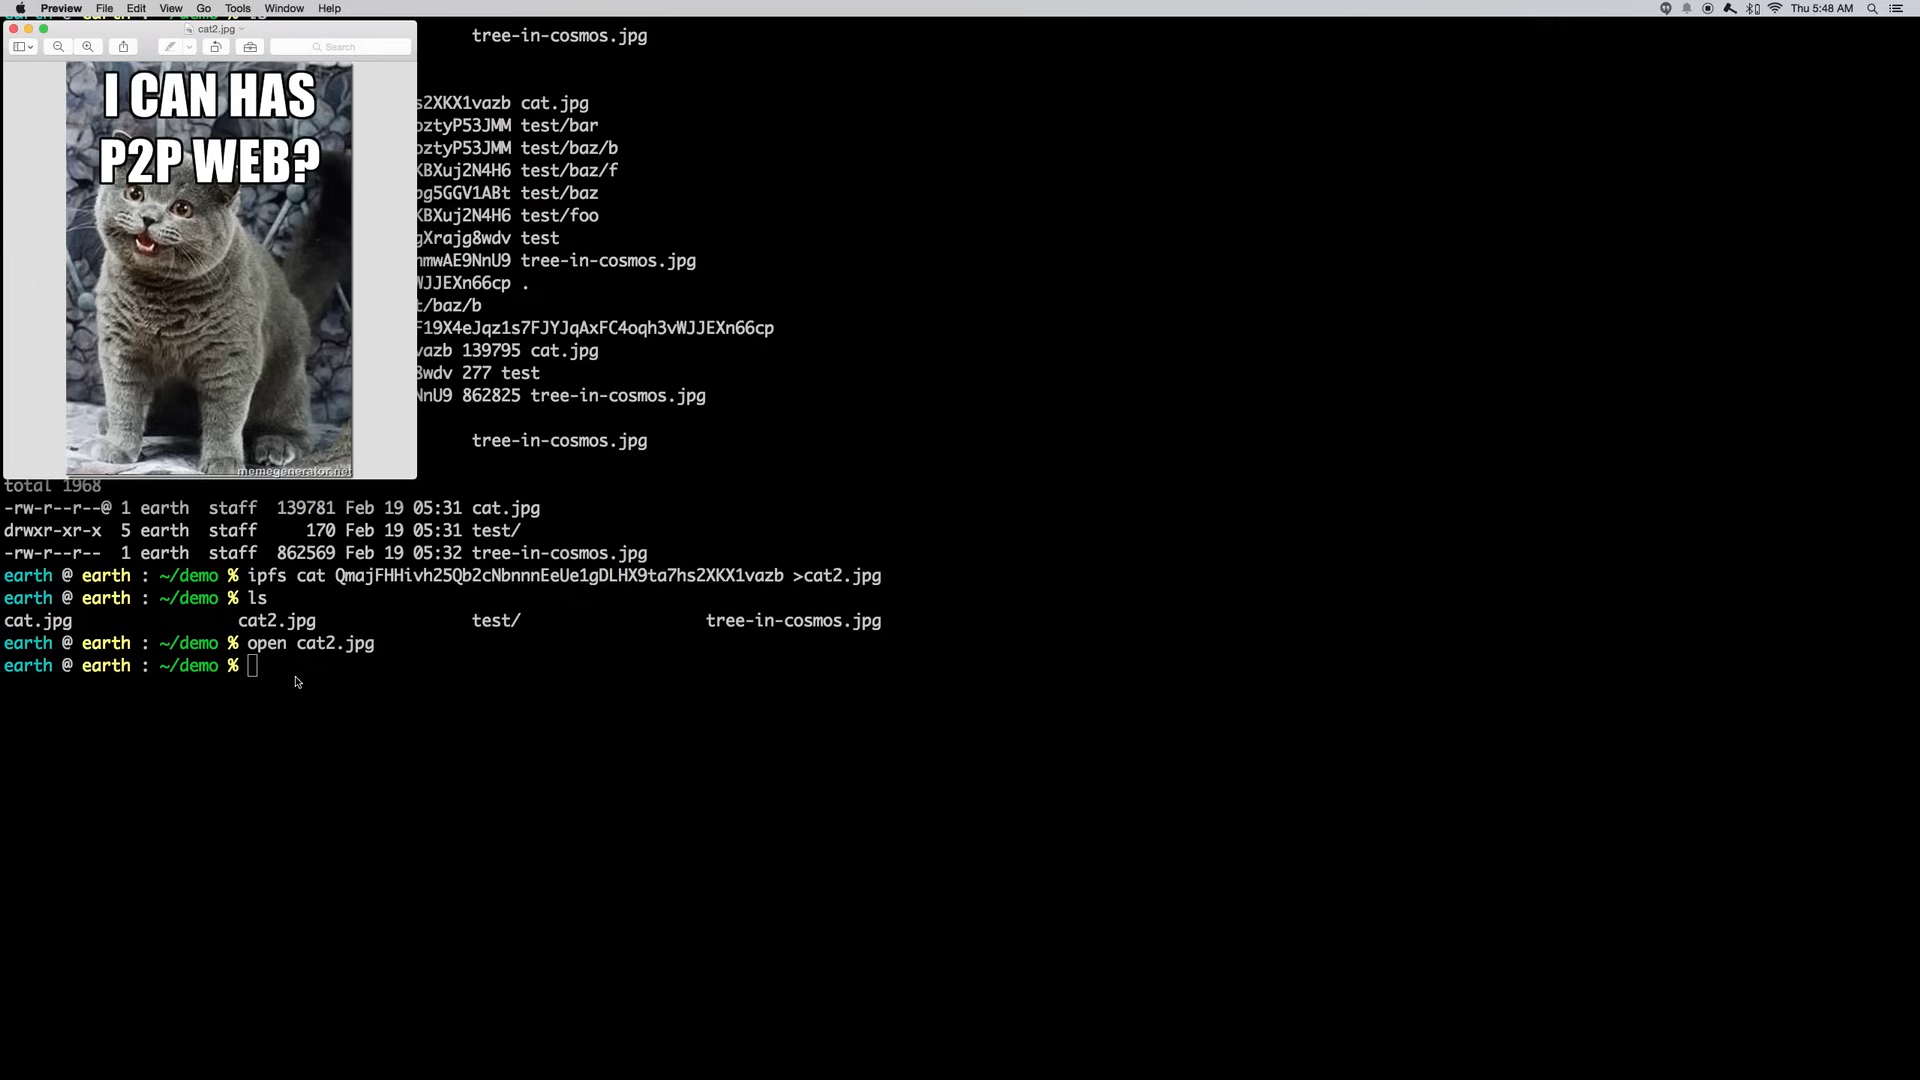 Preview File Edit View Go Tools Window Help Thu 5:48 AM
cat2.jpg
Search
I CAN HAS
P2P WEB?
memegenerator.net
tree-in-cosmos.jpg
s2XKX1vazb cat.jpg
oztyP53JMM test/bar
oztyP53JMM test/baz/b
KBXuj2N4H6 test/baz/f
pg5GGV1ABt test/baz
KBXuj2N4H6 test/foo
gXrajg8wdv test
mwAE9NnU9 tree-in-cosmos.jpg
WJJEXn66cp .
t/baz/b
F19X4eJqz1s7FJYJqAxFC4oqh3vWJJEXn66cp
vazb 139795 cat.jpg
8wdv 277 test
NnU9 862825 tree-in-cosmos.jpg
tree-in-cosmos.jpg
total 1968
-rw-r--r--@ 1 earth staff 139781 Feb 19 05:31 cat.jpg
drwxr-xr-x 5 earth staff 170 Feb 19 05:31 test/
-rw-r--r-- 1 earth staff 862569 Feb 19 05:32 tree-in-cosmos.jpg
earth @ earth : ~/demo % ipfs cat QmajFHHivh25Qb2cNbnnnEeUe1gDLHX9ta7hs2XKX1vazb >cat2.jpg
earth @ earth : ~/demo % ls
cat.jpg cat2.jpg test/ tree-in-cosmos.jpg
earth @ earth : ~/demo % open cat2.jpg
earth @ earth : ~/demo %